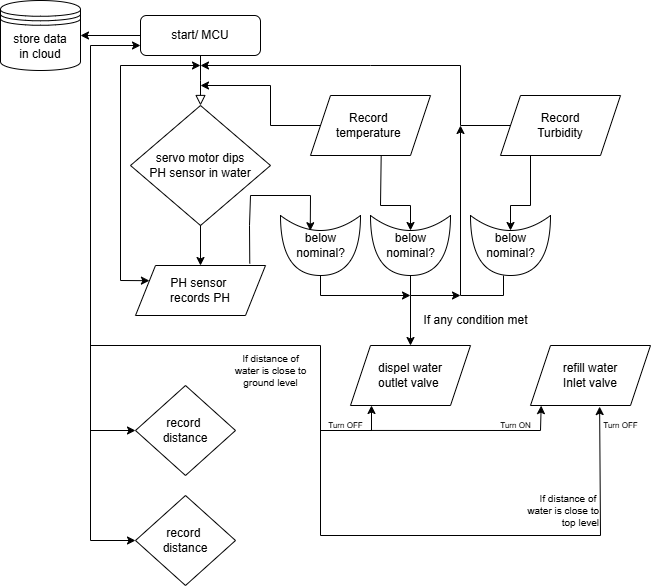 store data
in cloud
start/ MCU
Record
temperature
Record
Turbidity
servo motor dips
PH sensor in water
below
nominal?
below
nominal?
below
nominal?
PH sensor
records PH
If any condition met
If distance of
water is close to
ground level
dispel water
outlet valve
refill water
Inlet valve
record
distance
Turn OFF
Turn ON
Turn OFF
If distance of
water is close to
top level
record
distance